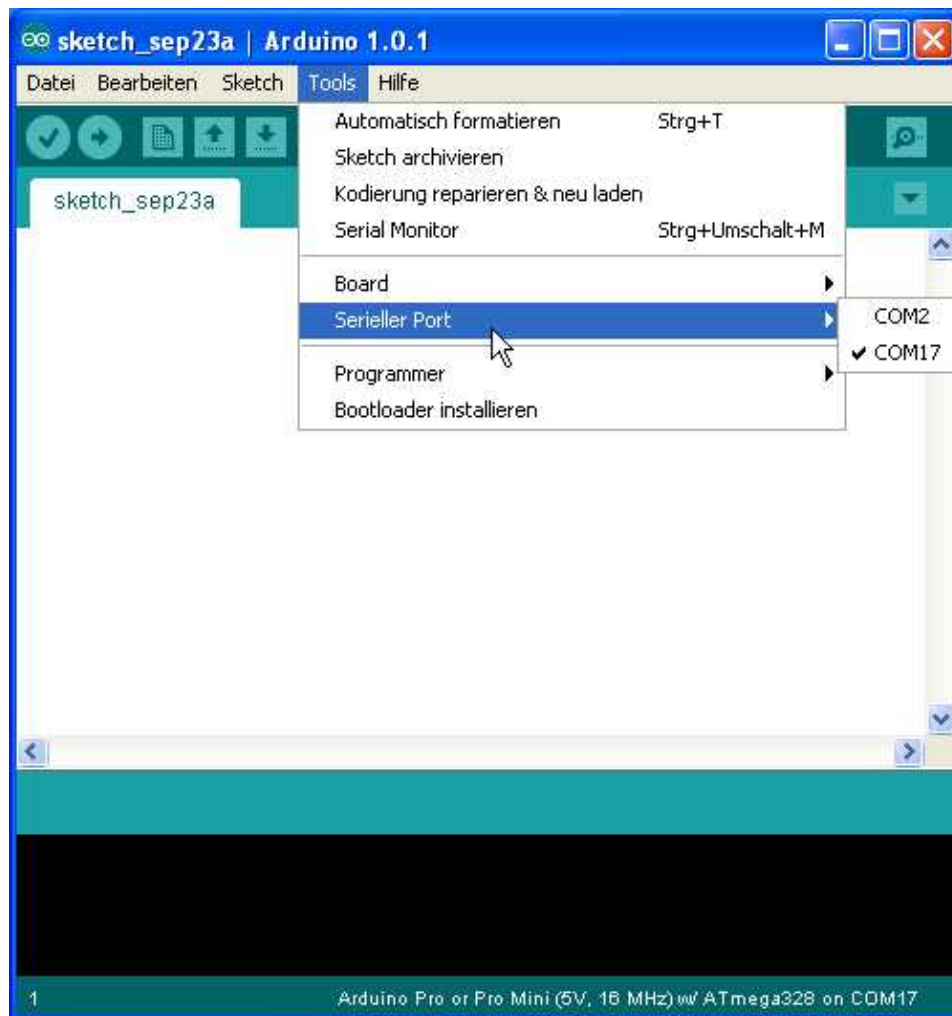 sketch_sep23a | Arduino 1.0.1
Datei Bearbeiten Sketch Tools Hilfe
Automatisch formatieren Strg+T
Sketch archivieren
sketch_sep23a
Kodierung reparieren & neu laden
Serial Monitor Strg+Umschalt+M
Board
Serieller Port
COM2
COM17
Programmer
Bootloader installieren
1 Arduino Pro or Pro Mini (5V, 16 MHz) w/ ATmega328 on COM17